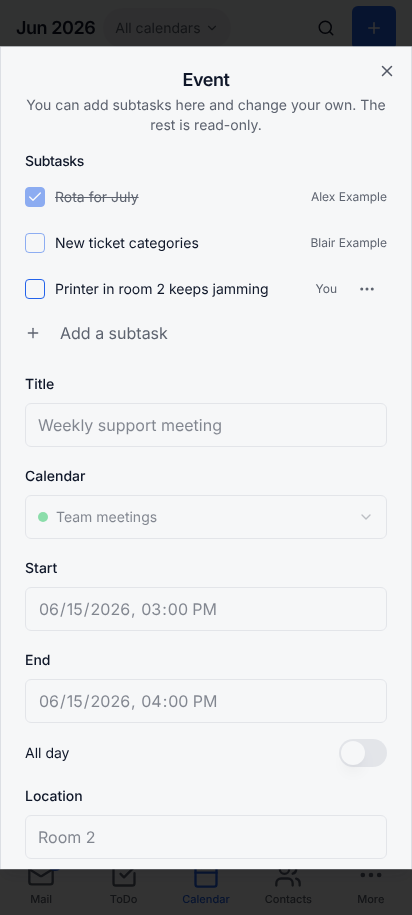 Jun 2026
All calendars
Event
You can add subtasks here and change your own. The
rest is read-only.
Subtasks
Rota for July
Alex Example
New ticket categories
Blair Example
Printer in room 2 keeps jamming
You
Add a subtask
Title
Weekly support meeting
Calendar
Team meetings
Start
06/15/2026, 03:00 PM
End
06/15/2026, 04:00 PM
All day
Location
Room 2
Mail
ToDo
Calendar
Contacts
More